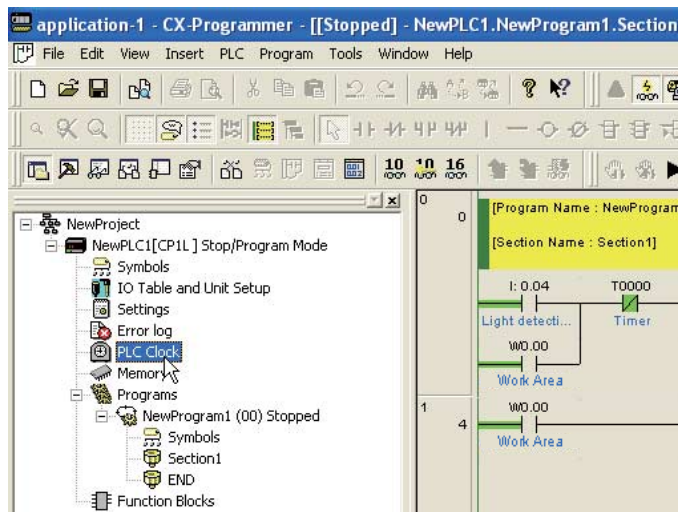 application-1 - CX-Programmer - [[Stopped] - NewPLC1.NewProgram1.Section
File Edit View Insert PLC Program Tools Window Help
10 10 16
NewProject
NewPLC1[CP1L ] Stop/Program Mode
Symbols
IO Table and Unit Setup
Settings
Error log
PLC Clock
Memory
Programs
NewProgram1 (00) Stopped
Symbols
Section1
END
Function Blocks
0
0
[Program Name : NewProgram
[Section Name : Section1]
I: 0.04 T0000
Light detecti... Timer
W0.00
Work Area
1
4
W0.00
Work Area